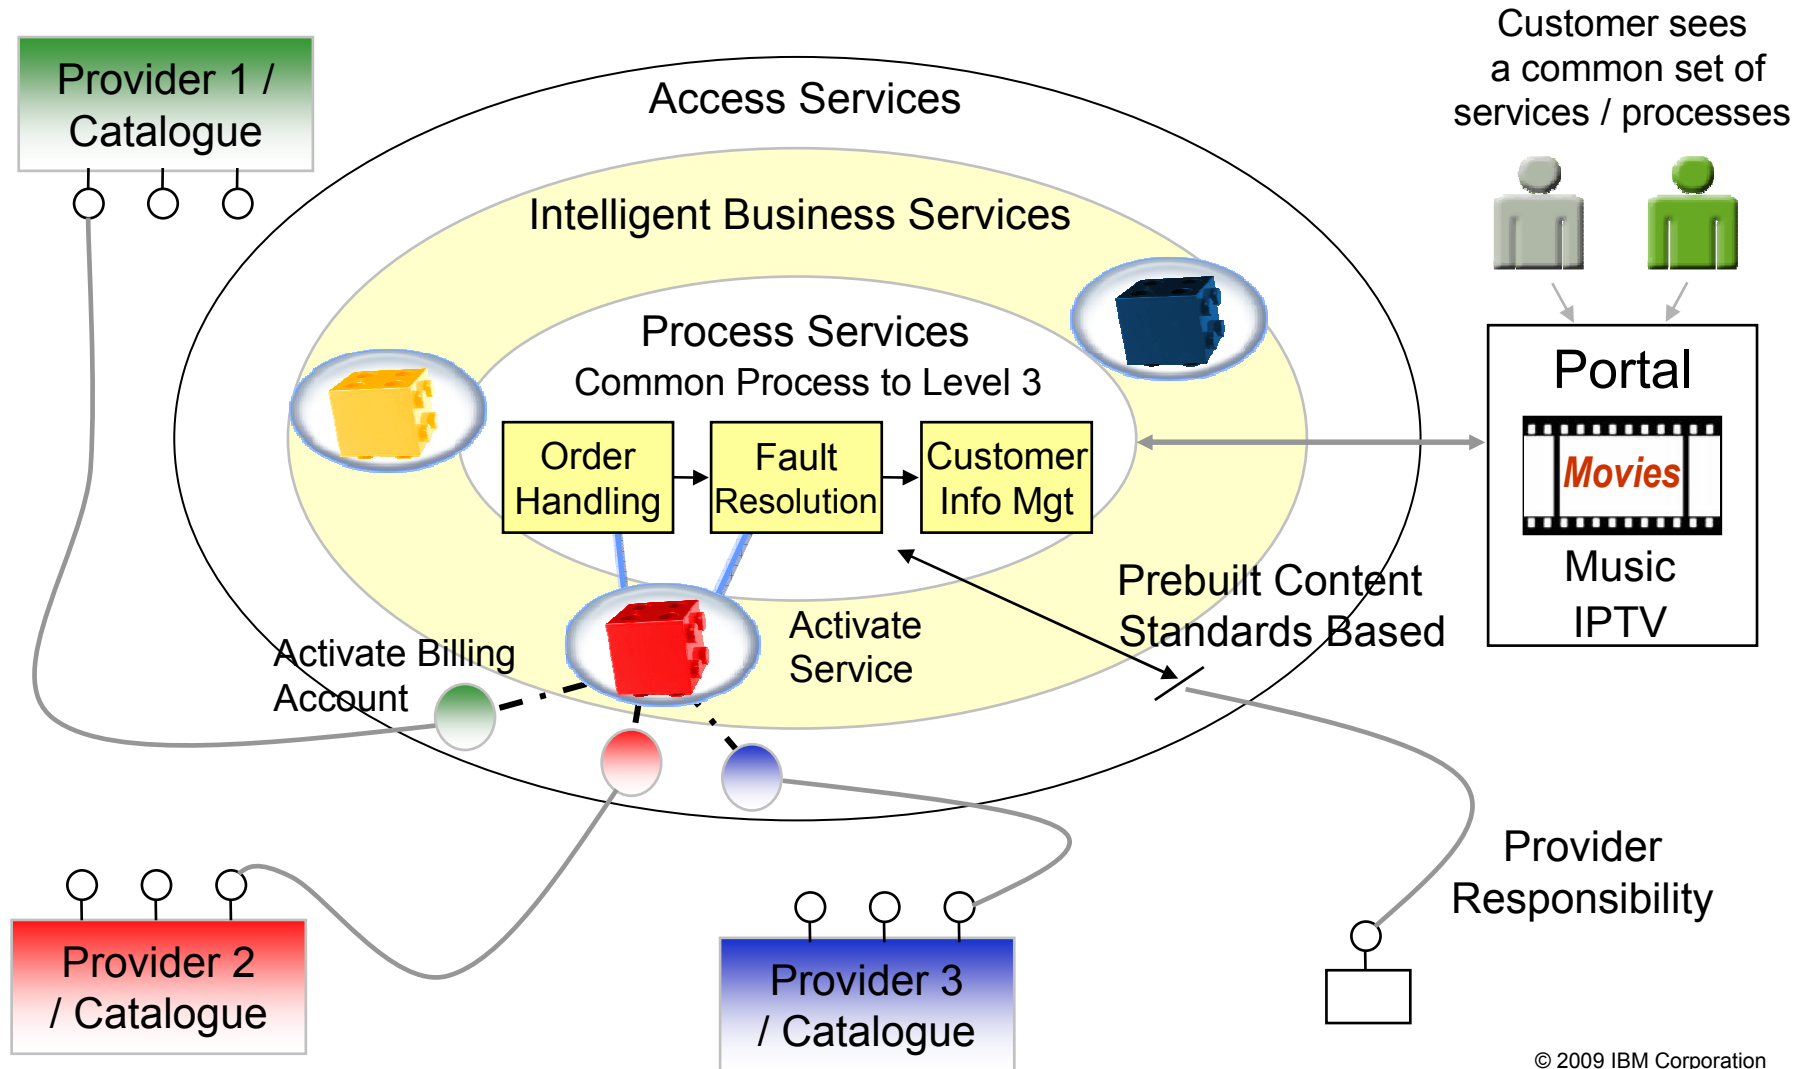 Customer sees
a common set of
services / processes
Provider 1 /
Catalogue
Access Services
Intelligent Business Services
Process Services
Common Process to Level 3
Order
Handling
Fault
Resolution
Customer
Info Mgt
Portal
Movies
Music
IPTV
Prebuilt Content
Standards Based
Activate
Service
Activate Billing
Account
Provider
Responsibility
Provider 2
/ Catalogue
Provider 3
/ Catalogue
© 2009 IBM Corporation